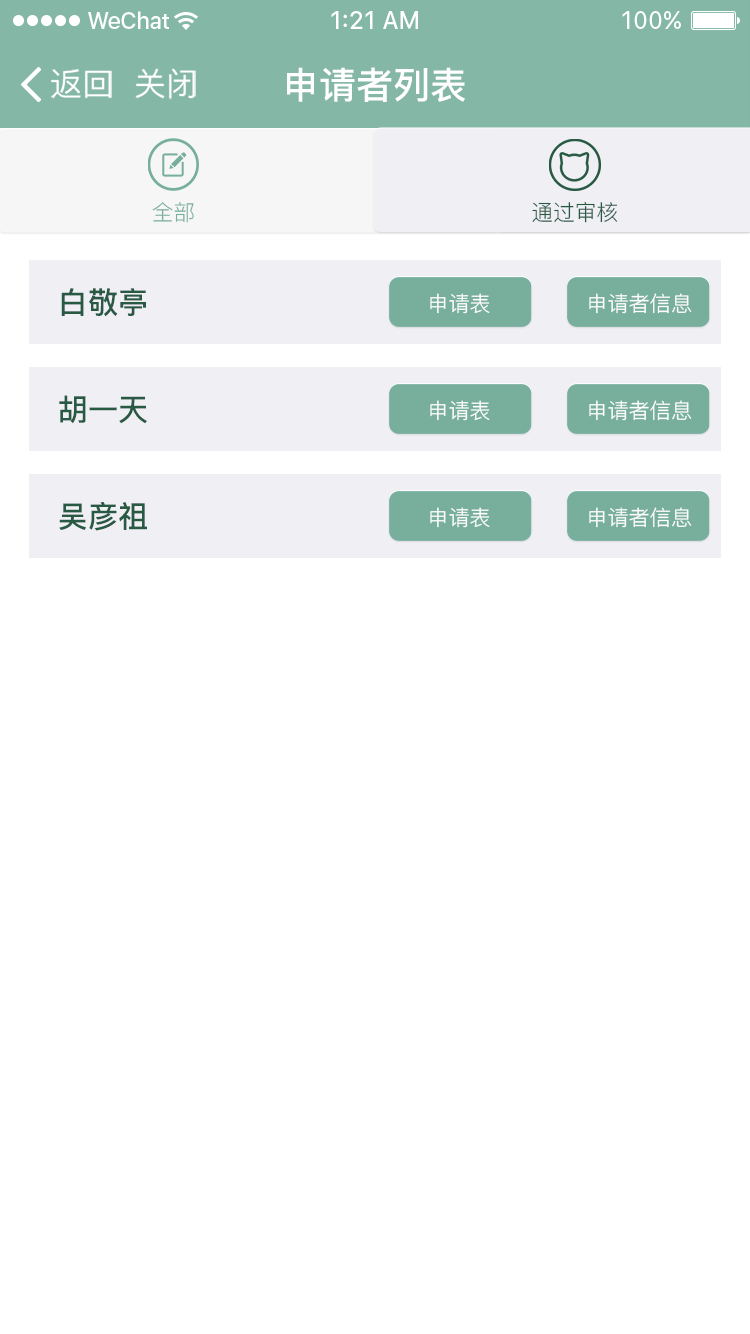 WeChat 1:21 AM 100%
返回 关闭 申请者列表
全部 通过审核
白敬亭 申请表 申请者信息
胡一天 申请表 申请者信息
吴彦祖 申请表 申请者信息